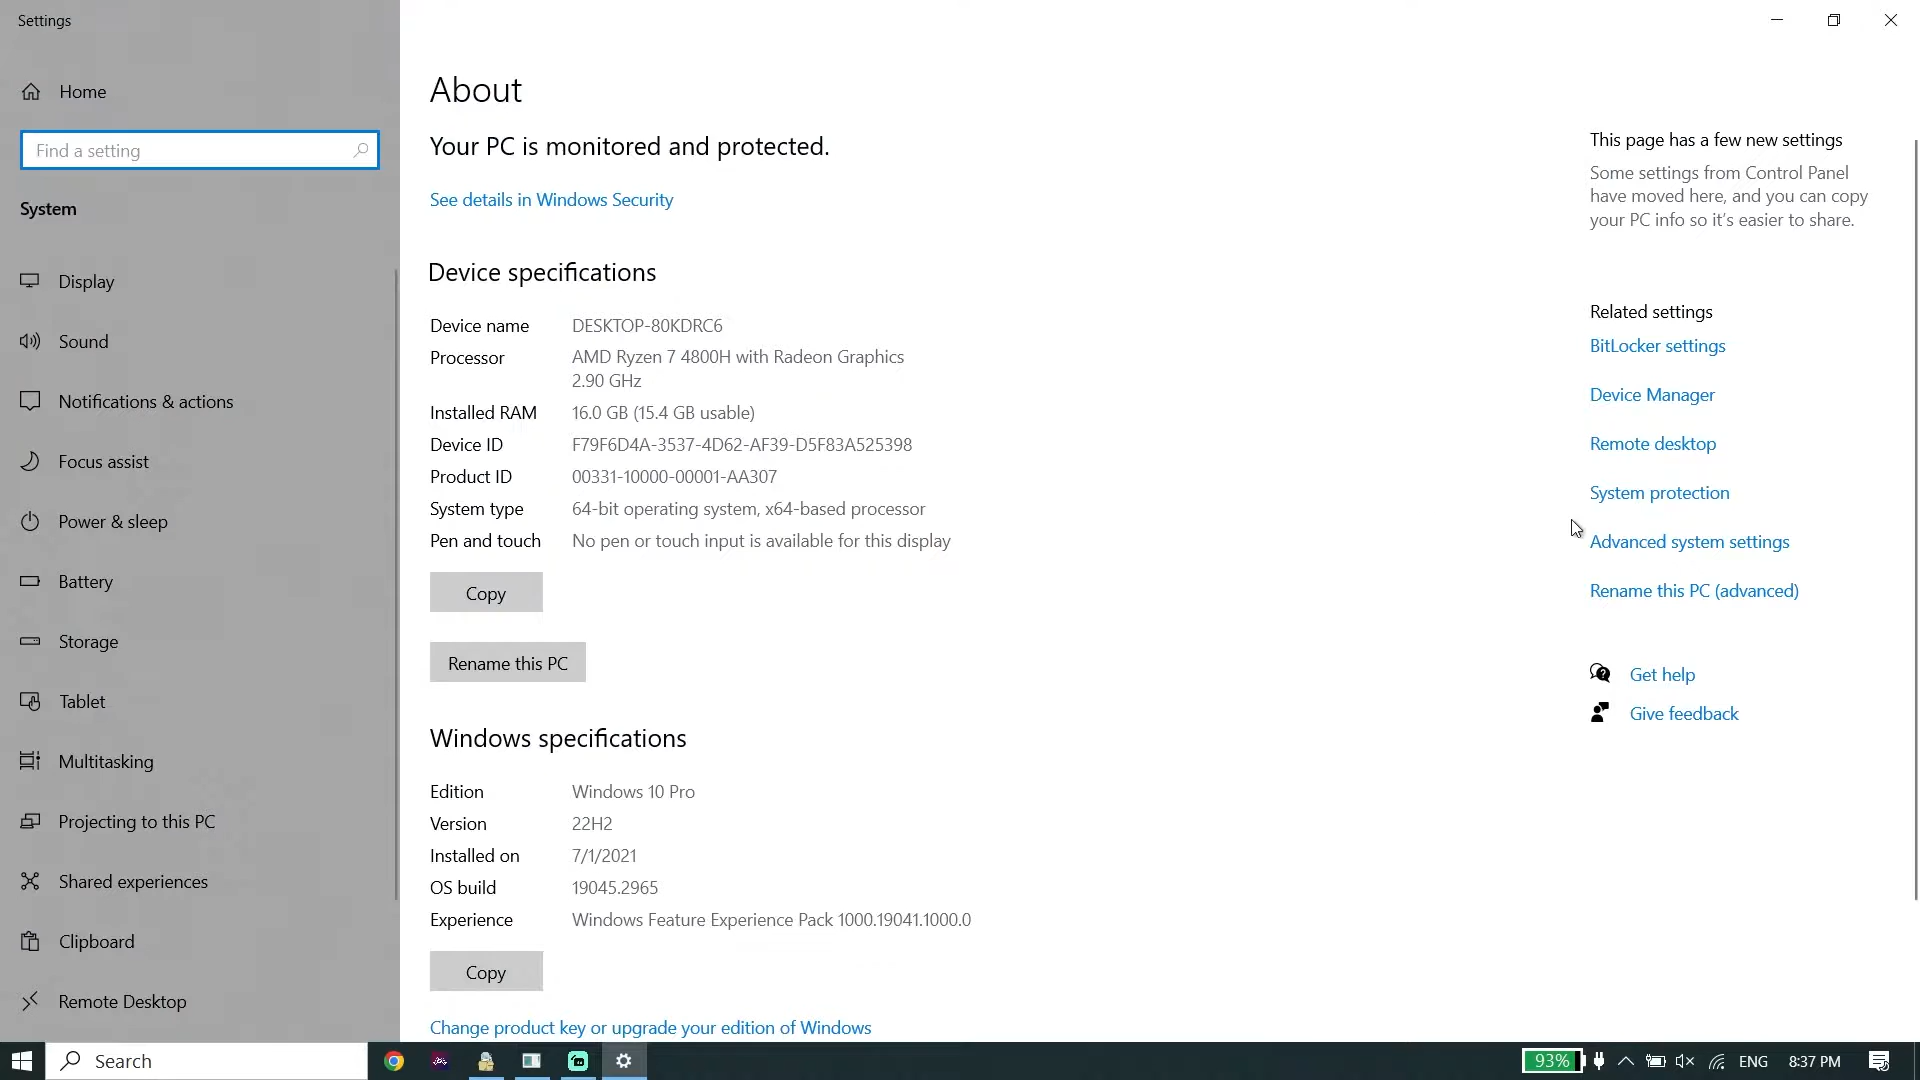 Settings
Home
Find a setting
System
Display
Sound
Notifications & actions
Focus assist
Power & sleep
Battery
Storage
Tablet
Multitasking
Projecting to this PC
Shared experiences
Clipboard
Remote Desktop
About
Your PC is monitored and protected.
See details in Windows Security
Device specifications
Device name DESKTOP-80KDRC6
Processor AMD Ryzen 7 4800H with Radeon Graphics
2.90 GHz
Installed RAM 16.0 GB (15.4 GB usable)
Device ID F79F6D4A-3537-4D62-AF39-D5F83A525398
Product ID 00331-10000-00001-AA307
System type 64-bit operating system, x64-based processor
Pen and touch No pen or touch input is available for this display
Copy
Rename this PC
Windows specifications
Edition Windows 10 Pro
Version 22H2
Installed on 7/1/2021
OS build 19045.2965
Experience Windows Feature Experience Pack 1000.19041.1000.0
Copy
Change product key or upgrade your edition of Windows
This page has a few new settings
Some settings from Control Panel
have moved here, and you can copy
your PC info so it's easier to share.
Related settings
BitLocker settings
Device Manager
Remote desktop
System protection
Advanced system settings
Rename this PC (advanced)
Get help
Give feedback
Search
93% ENG 8:37 PM